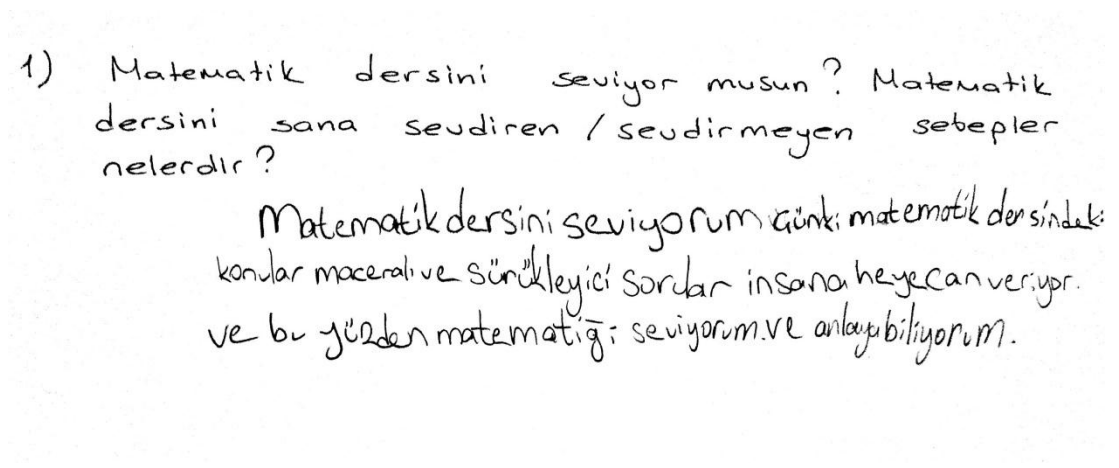 1) Matematik dersini seviyor musun? Matematik
dersini sana sevdiren / sevdirmeyen sebepler
nelerdir?
Matematik dersini seviyorum Çünki matematik dersindeki
konular maceralı ve sürükleyici sorular insana heyecan veriyor.
ve bu yüzden matematiği seviyorum.ve anlayabiliyorum.